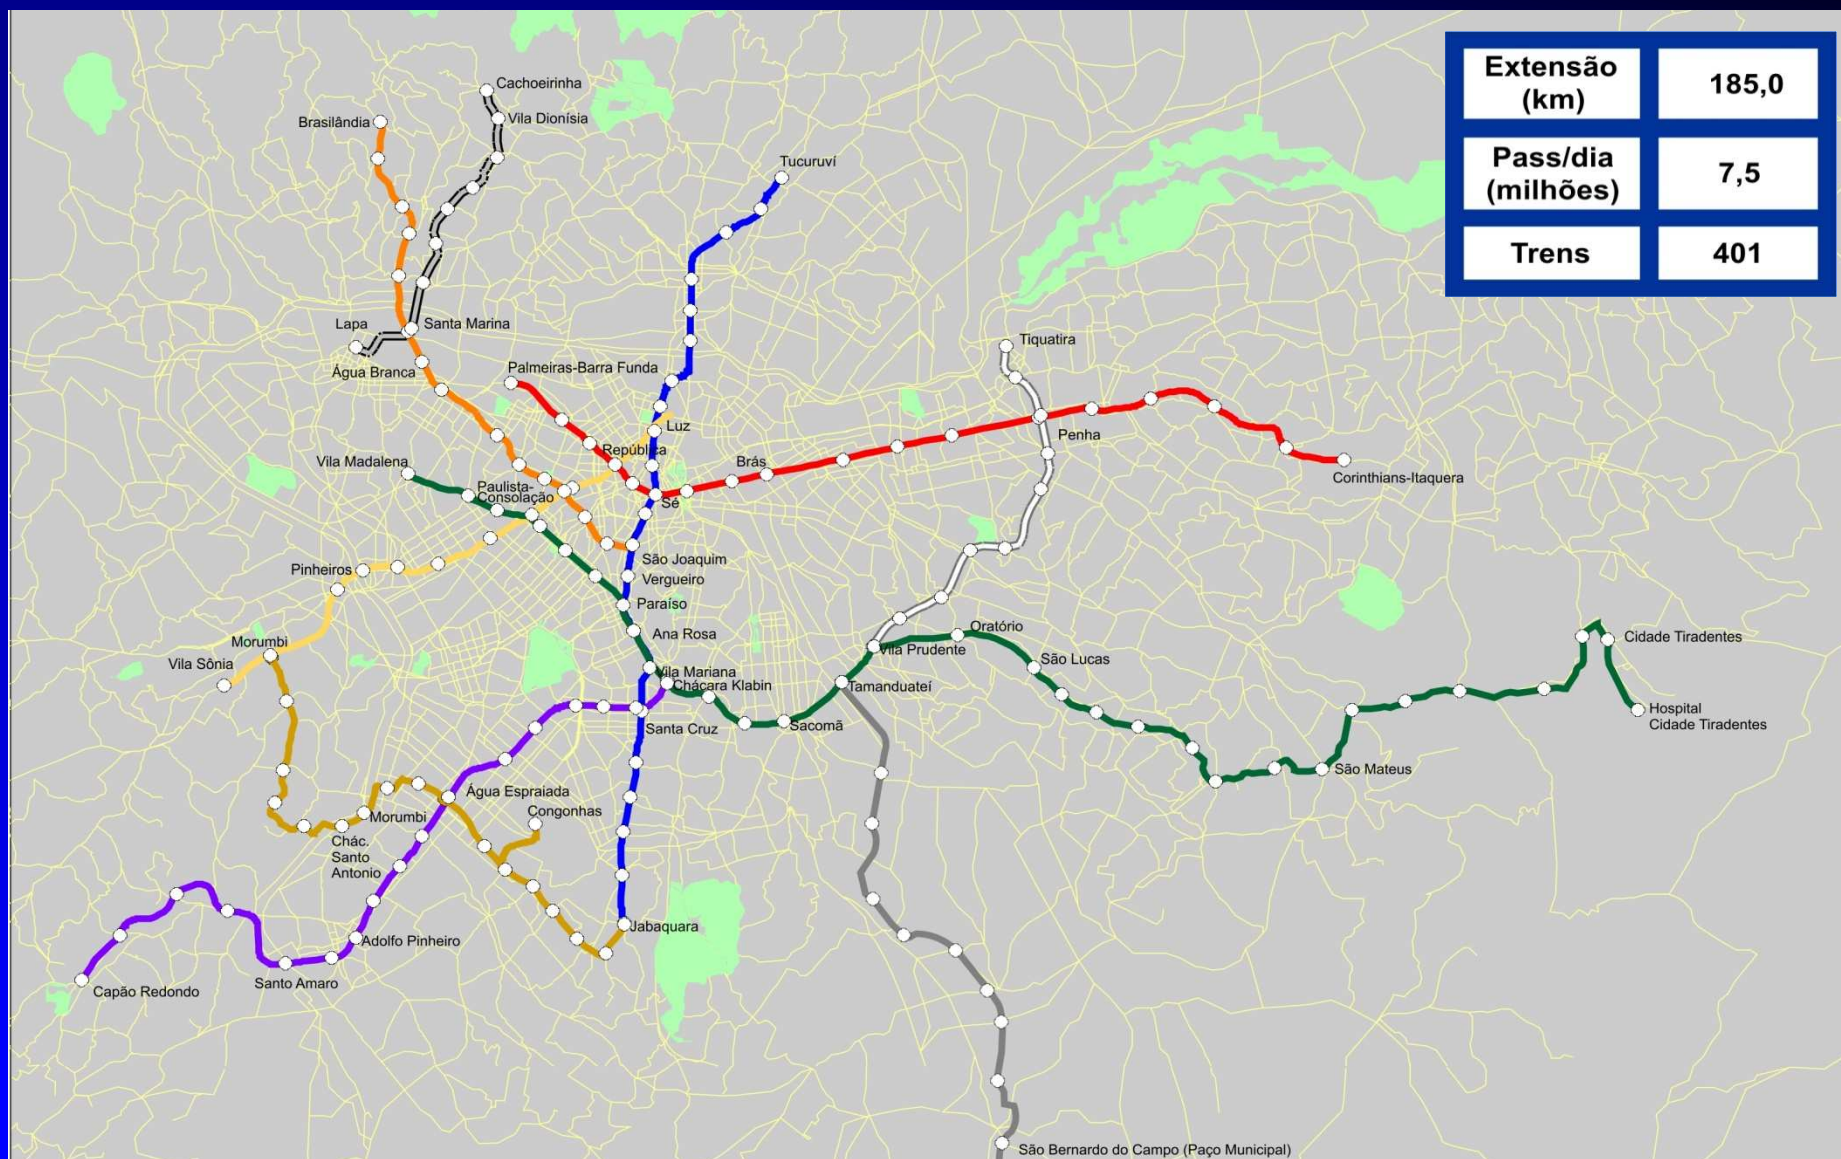 Extensão
(km)
185,0
Pass/dia
(milhões)
7,5
Trens
401
Cachoeirinha
Vila Dionísia
Brasilândia
Tucuruví
Lapa
Santa Marina
Água Branca
Palmeiras-Barra Funda
Tiquatira
Luz
República
Penha
Vila Madalena
Brás
Corinthians-Itaquera
Paulista-
Consolação
Sé
São Joaquim
Pinheiros
Vergueiro
Paraíso
Ana Rosa
Oratório
Cidade Tiradentes
Morumbi
Vila Sônia
Vila Prudente
São Lucas
Vila Mariana
Chácara Klabin
Tamanduateí
Hospital
Cidade Tiradentes
Santa Cruz
Sacomã
São Mateus
Água Espraiada
Congonhas
Morumbi
Chác.
Santo
Antonio
Jabaquara
Adolfo Pinheiro
Santo Amaro
Capão Redondo
São Bernardo do Campo (Paço Municipal)